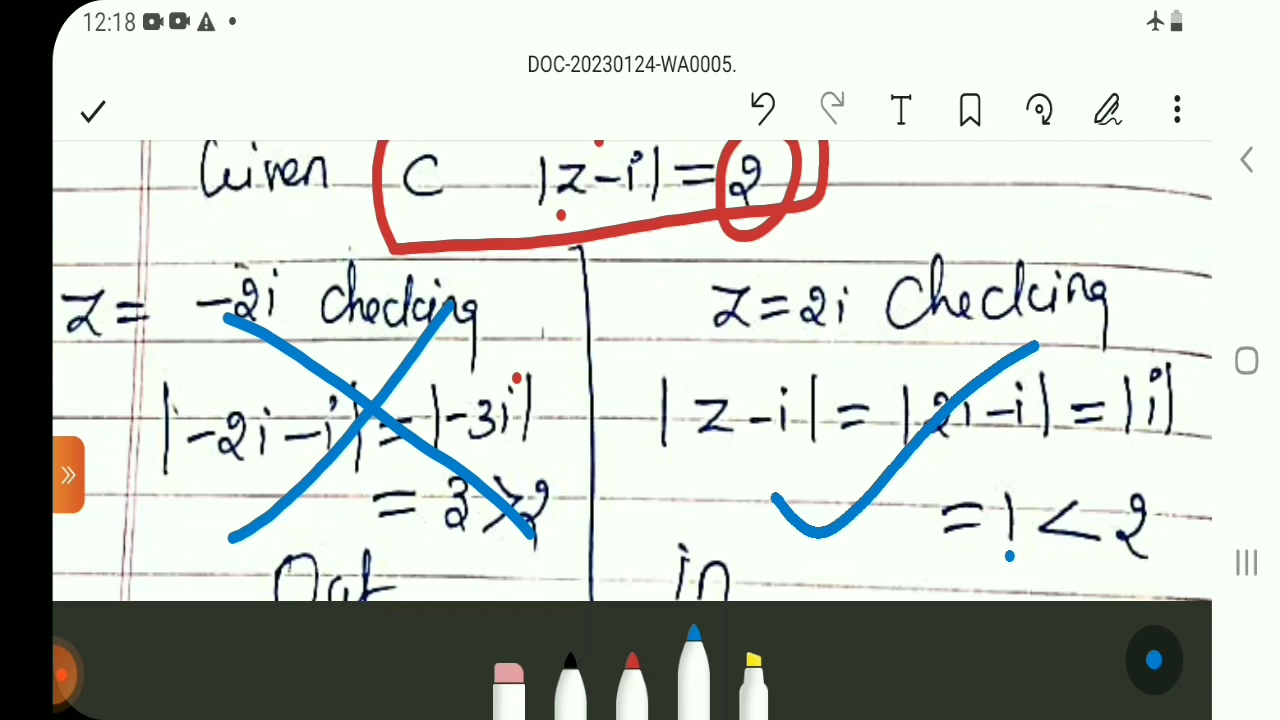 12:18
DOC-20230124-WA0005.
T
Given C |z-i|=2
z= -2i checking
|-2i-i|=|-3i|
= 3>2
Out
z=2i checking
|z-i|=|2i-i|=|i|
=1<2
in